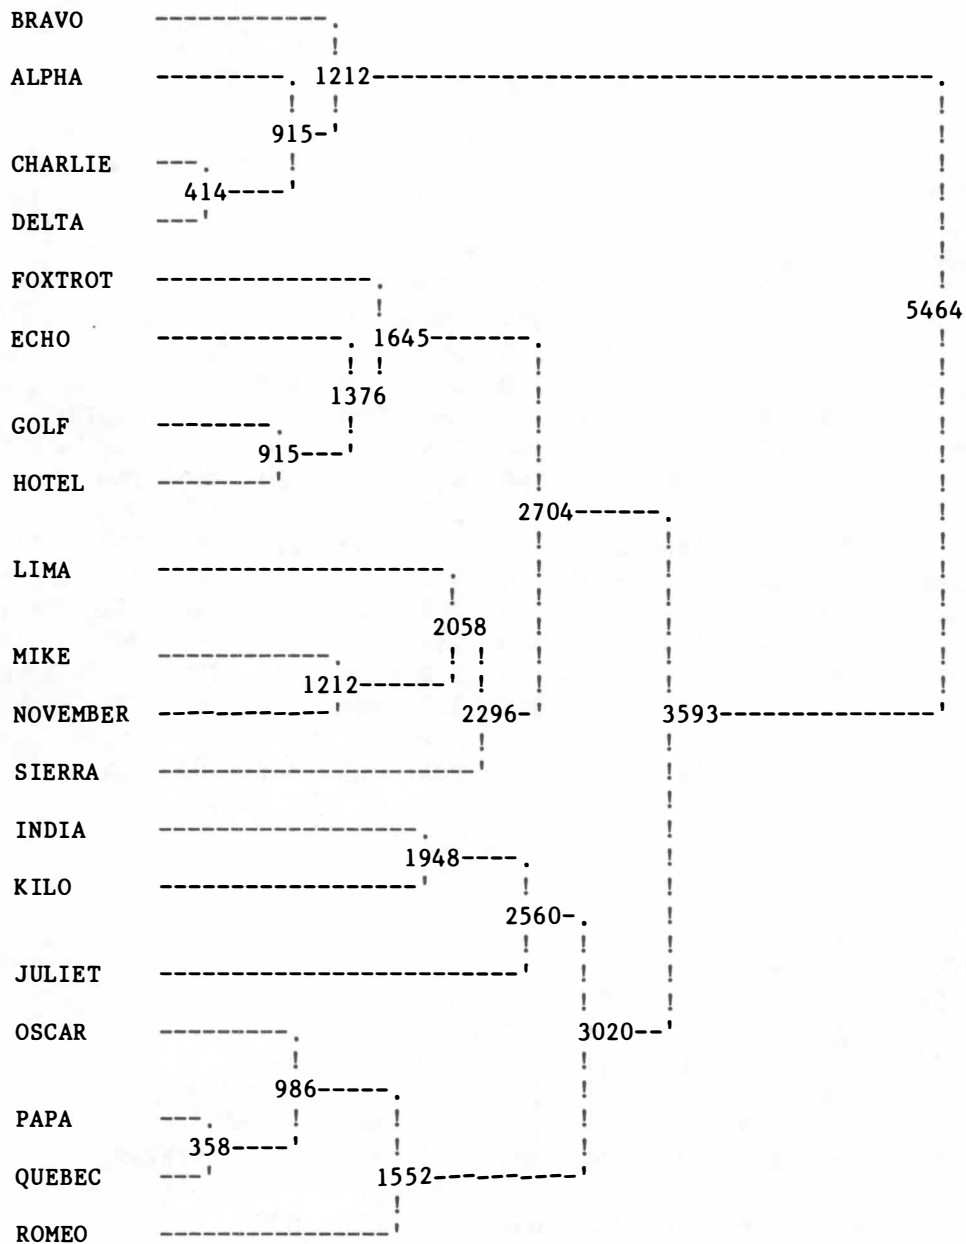 BRAVO
ALPHA 1212
915
CHARLIE
414
DELTA
FOXTROT
5464
ECHO 1645
1376
GOLF
915
HOTEL
2704
LIMA
2058
MIKE
1212
NOVEMBER 2296 3593
SIERRA
INDIA
1948
KILO
2560
JULIET
OSCAR 3020
986
PAPA
358
QUEBEC 1552
ROMEO